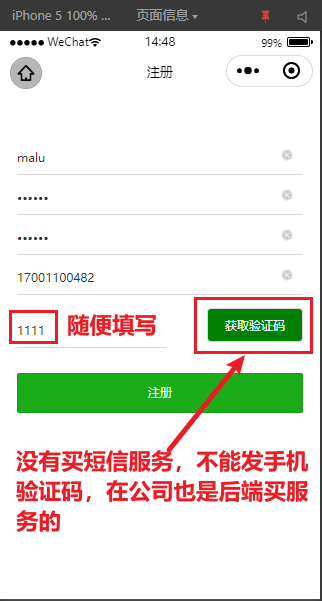 iPhone 5 100% ... 页面信息
WeChat 14:48 99%
注册
malu
••••••
••••••
17001100482
1111 随便填写 获取验证码
注册
没有买短信服务，不能发手机
验证码，在公司也是后端买服
务的